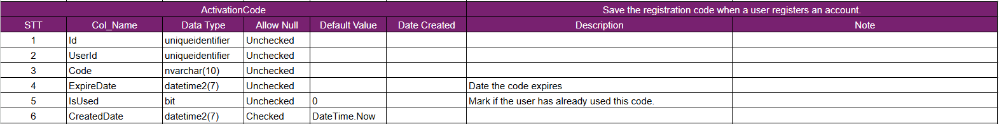 ActivationCode Save the registration code when a user registers an account.
STT Col_Name Data Type Allow Null Default Value Date Created Description Note
1 Id uniqueidentifier Unchecked
2 UserId uniqueidentifier Unchecked
3 Code nvarchar(10) Unchecked
4 ExpireDate datetime2(7) Unchecked Date the code expires
5 IsUsed bit Unchecked 0 Mark if the user has already used this code.
6 CreatedDate datetime2(7) Checked DateTime.Now